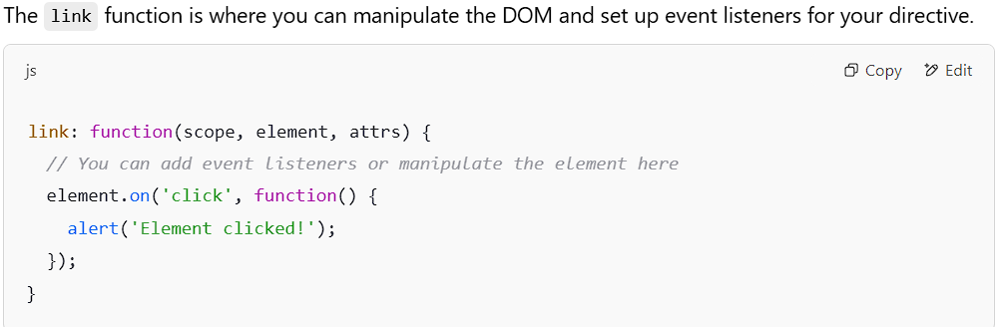 The link function is where you can manipulate the DOM and set up event listeners for your directive.
js Copy Edit
link: function(scope, element, attrs) {
  // You can add event listeners or manipulate the element here
  element.on('click', function() {
    alert('Element clicked!');
  });
}